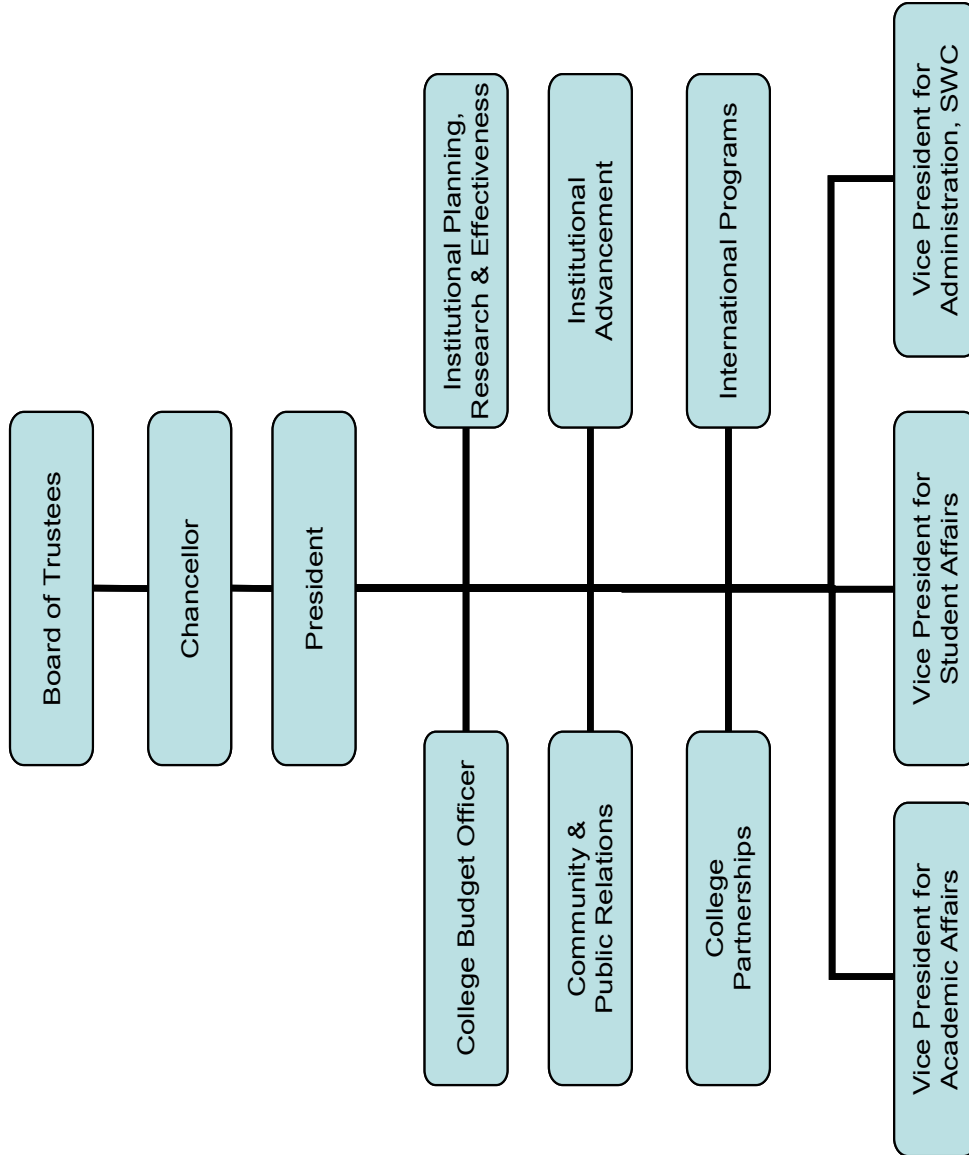 Board of Trustees
Chancellor
President
College Budget Officer
Institutional Planning,
Research & Effectiveness
Community &
Public Relations
Institutional
Advancement
College
Partnerships
International Programs
Vice President for
Academic Affairs
Vice President for
Student Affairs
Vice President for
Administration, SWC